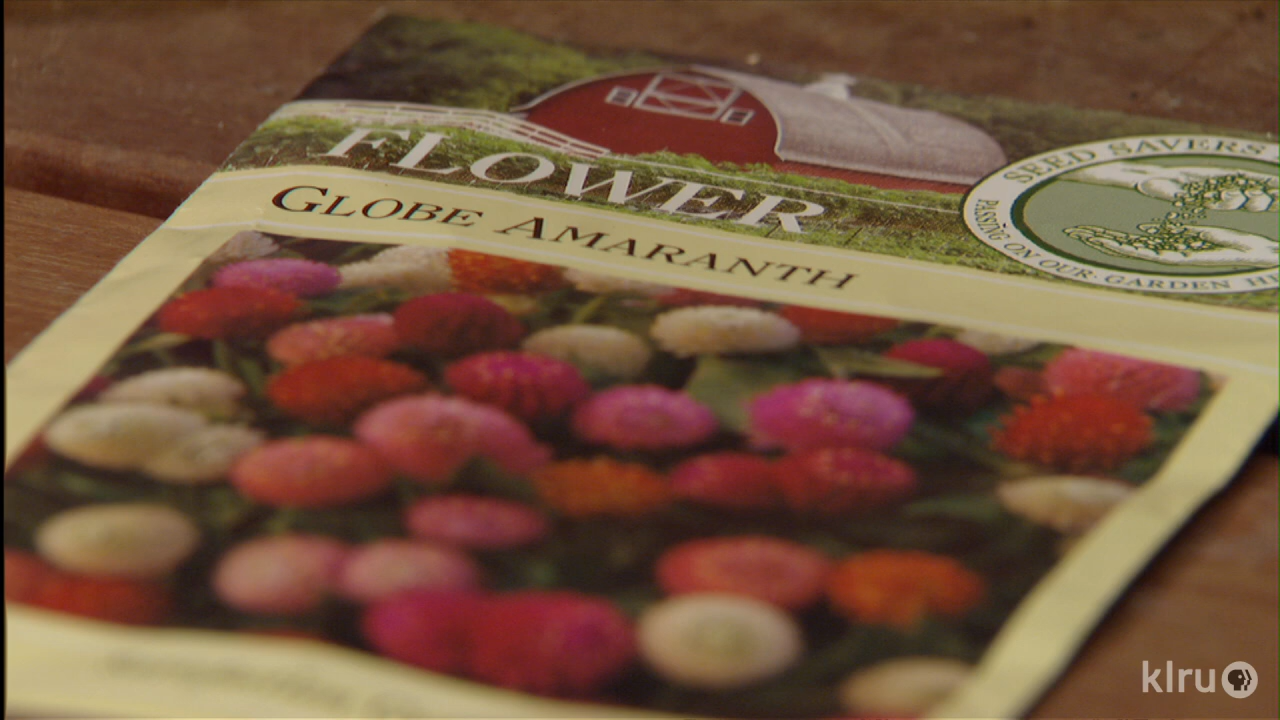 FLOWER
GLOBE AMARANTH
SEED SAVERS
PASSING ON OUR GARDEN
klru